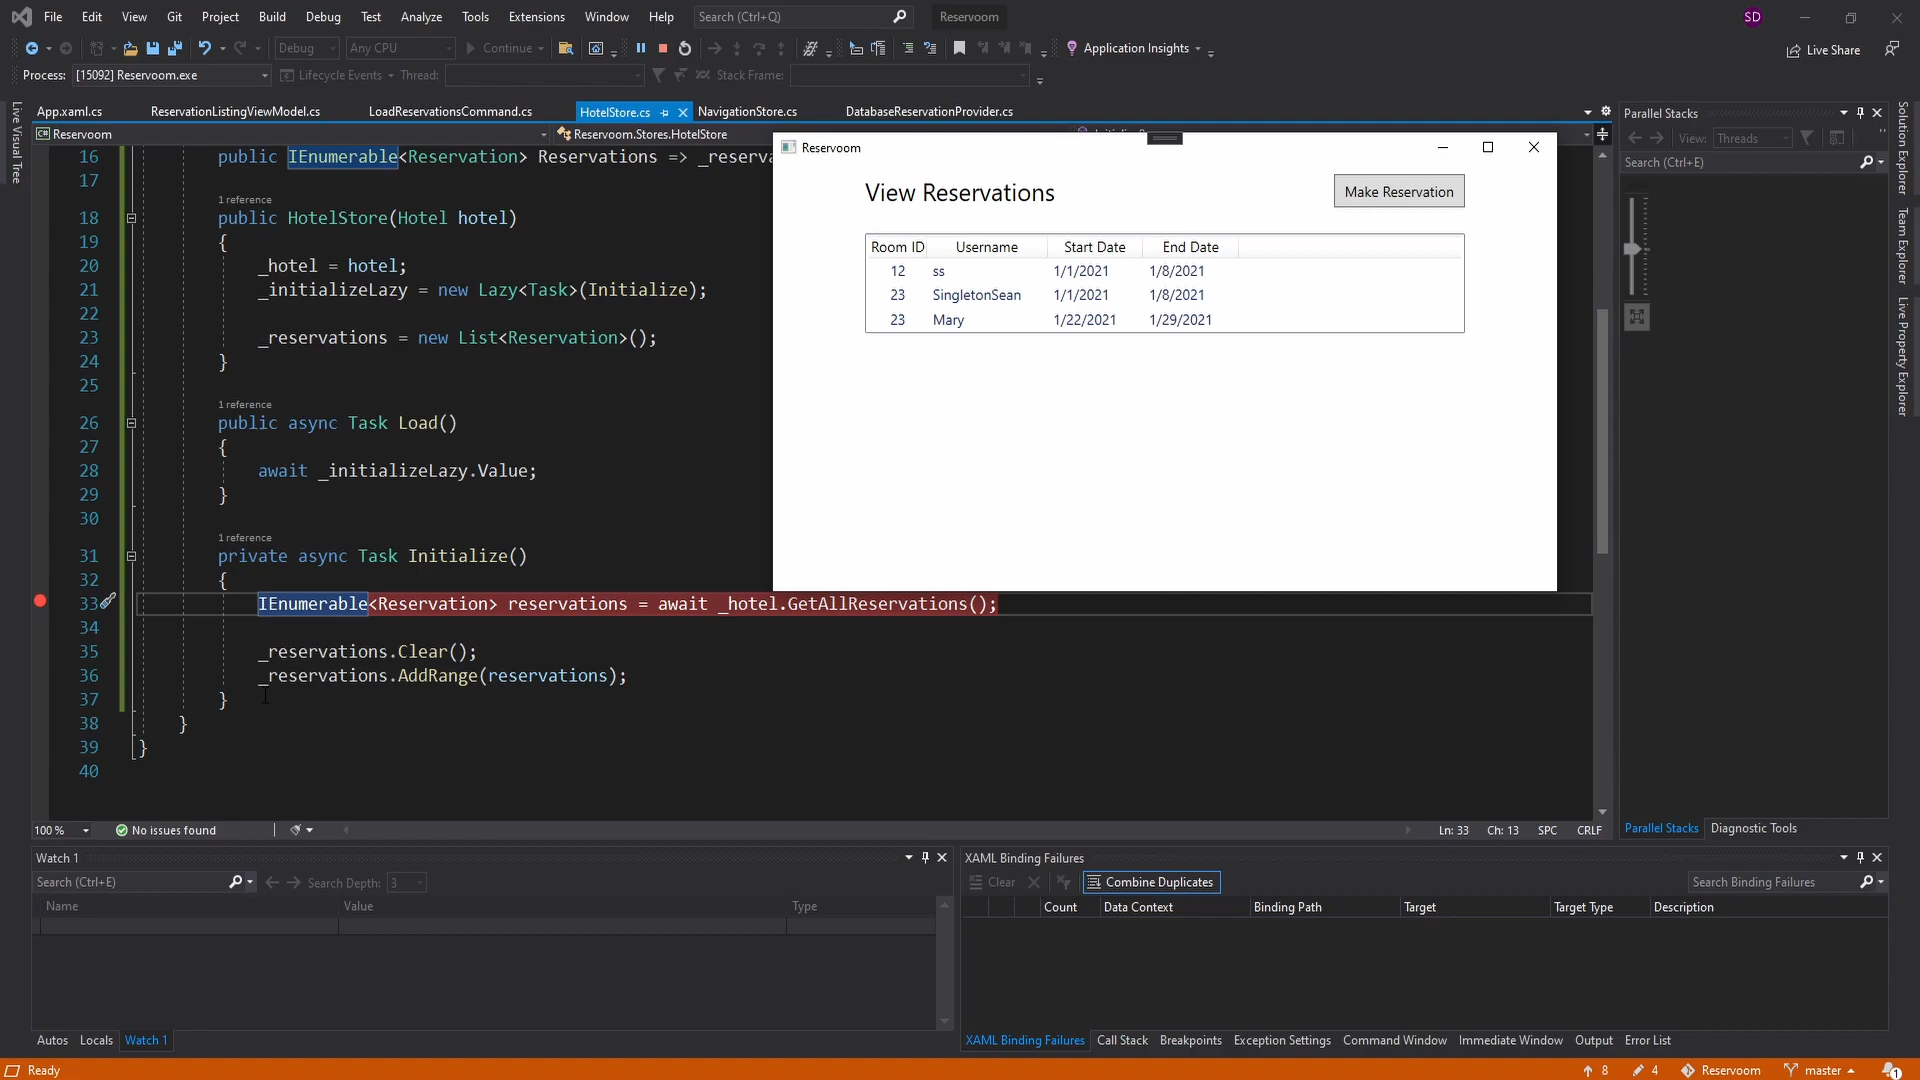 File Edit View Git Project Build Debug Test Analyze Tools Extensions Window Help Search (Ctrl+Q) Reservoom SD
Debug Any CPU Continue Application Insights Live Share
Process: [15092] Reservoom.exe Lifecycle Events Thread: Stack Frame:
App.xaml.cs ReservationListingViewModel.cs LoadReservationsCommand.cs HotelStore.cs NavigationStore.cs DatabaseReservationProvider.cs
Reservoom Reservoom.Stores.HotelStore
16 public IEnumerable<Reservation> Reservations => _reserva
17
1 reference
18 public HotelStore(Hotel hotel)
19 {
20 _hotel = hotel;
21 _initializeLazy = new Lazy<Task>(Initialize);
22
23 _reservations = new List<Reservation>();
24 }
25
1 reference
26 public async Task Load()
27 {
28 await _initializeLazy.Value;
29 }
30
1 reference
31 private async Task Initialize()
32 {
33 IEnumerable<Reservation> reservations = await _hotel.GetAllReservations();
34
35 _reservations.Clear();
36 _reservations.AddRange(reservations);
37 }
38 }
39 }
40
Reservoom
View Reservations Make Reservation
Room ID Username Start Date End Date
12 ss 1/1/2021 1/8/2021
23 SingletonSean 1/1/2021 1/8/2021
23 Mary 1/22/2021 1/29/2021
Parallel Stacks
View: Threads
Search (Ctrl+E)
Live Visual Tree
Solution Explorer
Team Explorer
Live Property Explorer
100 % No issues found Ln: 33 Ch: 13 SPC CRLF
Parallel Stacks Diagnostic Tools
Watch 1
Search (Ctrl+E) Search Depth: 3
Name Value Type
Autos Locals Watch 1
XAML Binding Failures
Clear Combine Duplicates Search Binding Failures
Count Data Context Binding Path Target Target Type Description
XAML Binding Failures Call Stack Breakpoints Exception Settings Command Window Immediate Window Output Error List
Ready 8 4 Reservoom master 1